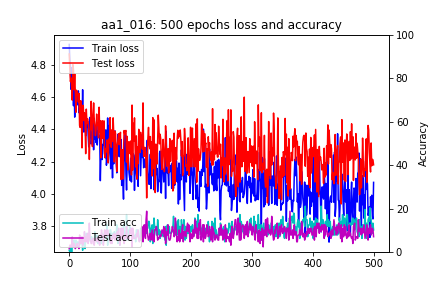 aa1_016: 500 epochs loss and accuracy
Train loss
Test loss
Train acc
Test acc
Loss
4.8
4.6
4.4
4.2
4.0
3.8
Accuracy
100
80
60
40
20
0
0 100 200 300 400 500